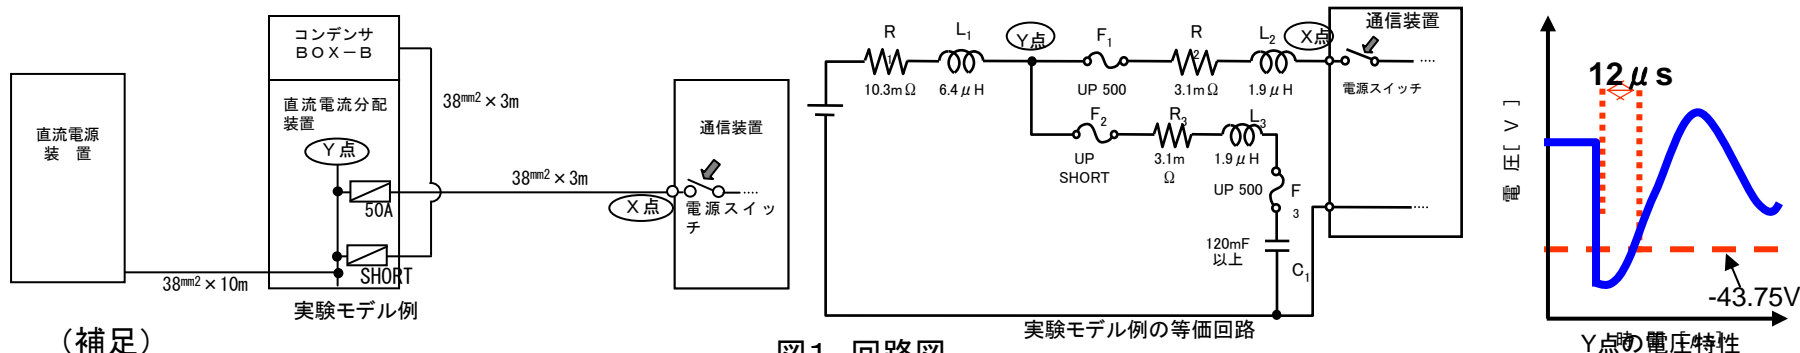 コンデンサ
BOX-B
直流電源
装 置
直流電流分配
装置
Y点
50A
SHORT
38mm2×3m
38mm2×3m
38mm2×10m
X点
通信装置
電源スイッ
チ
....
実験モデル例
(補足)
R
1
10.3mΩ
L1
6.4μH
Y点
F1
UP 500
R
2
3.1mΩ
L2
1.9μH
X点
通信装置
電源スイッチ
....
F2
UP
SHORT
R3
3.1m
Ω
L3
1.9μH
UP 500
F
3
120mF
以上
C1
....
実験モデル例の等価回路
図1 回路図
電 圧[ V ]
12μs
-43.75V
Y点の電圧特性